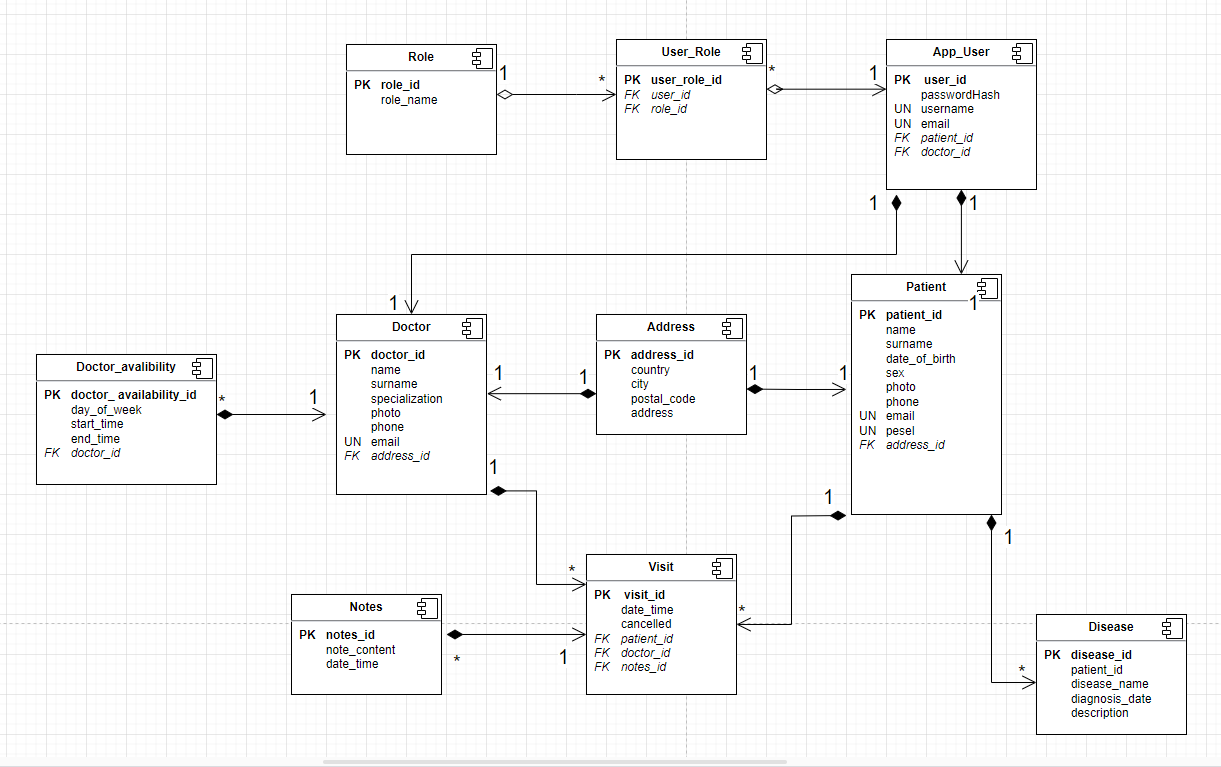 Role
PK role_id
role_name
1
*
User_Role
PK user_role_id
FK user_id
FK role_id
*
1
App_User
PK user_id
passwordHash
UN username
UN email
FK patient_id
FK doctor_id
1
1
1
1
Doctor_avalibility
PK doctor_ availability_id
day_of_week
start_time
end_time
FK doctor_id
*
1
Doctor
PK doctor_id
name
surname
specialization
photo
phone
UN email
FK address_id
1
1
Address
PK address_id
country
city
postal_code
address
1
1
Patient
PK patient_id
name
surname
date_of_birth
sex
photo
phone
UN email
UN pesel
FK address_id
1
*
1
*
1
*
Notes
PK notes_id
note_content
date_time
*
1
Visit
PK visit_id
date_time
cancelled
FK patient_id
FK doctor_id
FK notes_id
Disease
PK disease_id
patient_id
disease_name
diagnosis_date
description